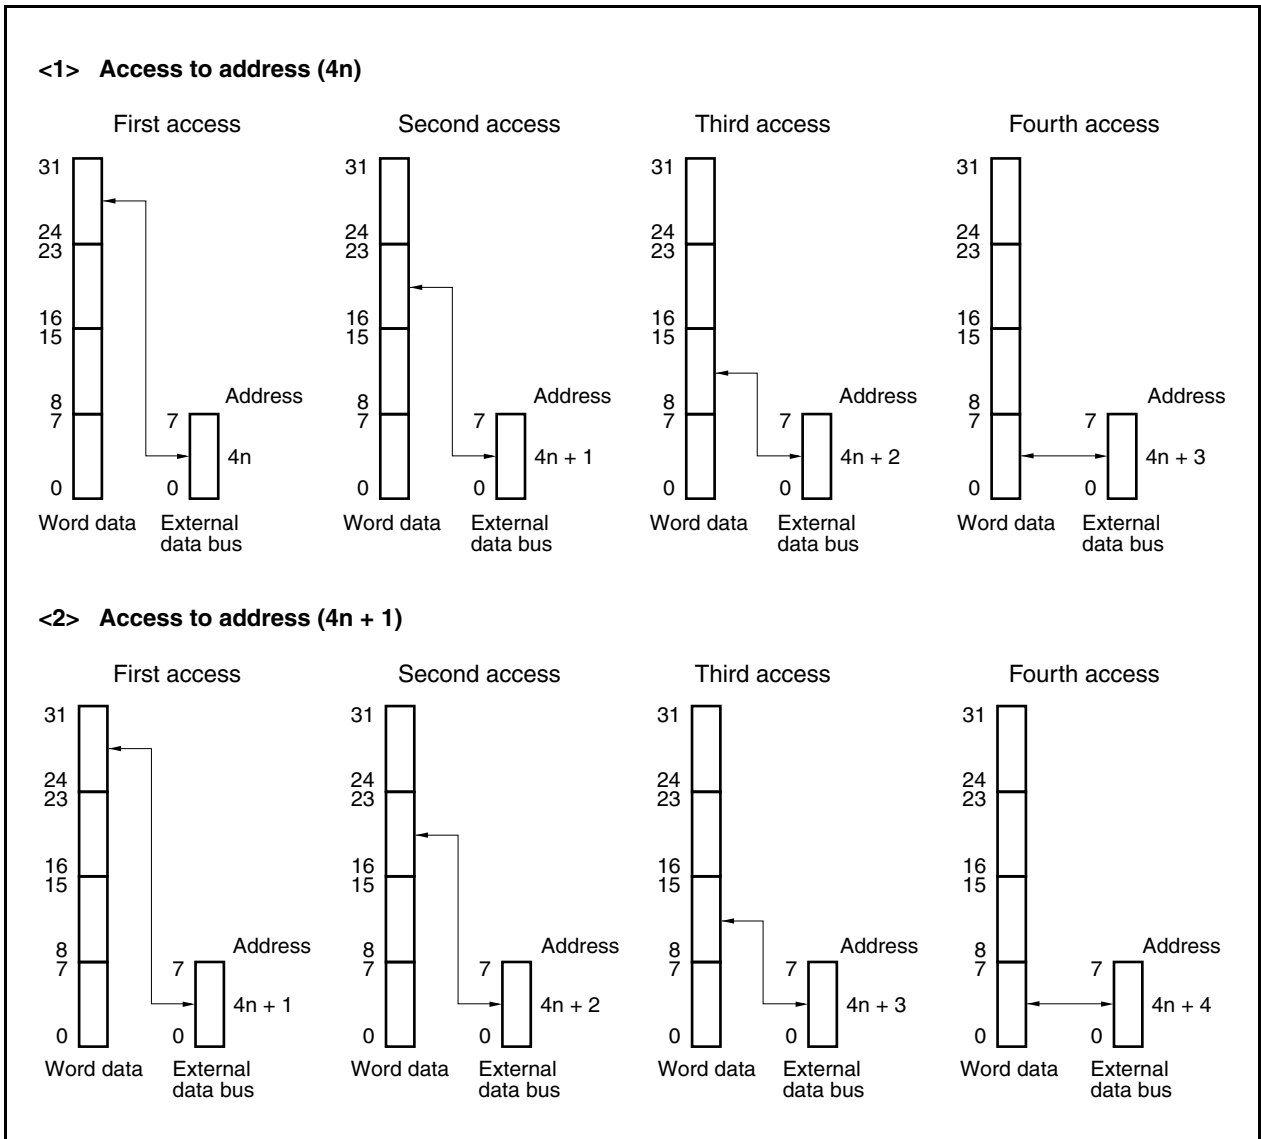 <1> Access to address (4n)
First access Second access Third access Fourth access
31 31 31 31
24 24 24 24
23 23 23 23
16 16 16 16
15 15 15 15
Address Address Address Address
8 8 8 8
7 7 7 7 7 7 7 7
4n 4n + 1 4n + 2 4n + 3
0 0 0 0 0 0 0 0
Word data External Word data External Word data External Word data External
data bus data bus data bus data bus
<2> Access to address (4n + 1)
First access Second access Third access Fourth access
31 31 31 31
24 24 24 24
23 23 23 23
16 16 16 16
15 15 15 15
Address Address Address Address
8 8 8 8
7 7 7 7 7 7 7 7
4n + 1 4n + 2 4n + 3 4n + 4
0 0 0 0 0 0 0 0
Word data External Word data External Word data External Word data External
data bus data bus data bus data bus